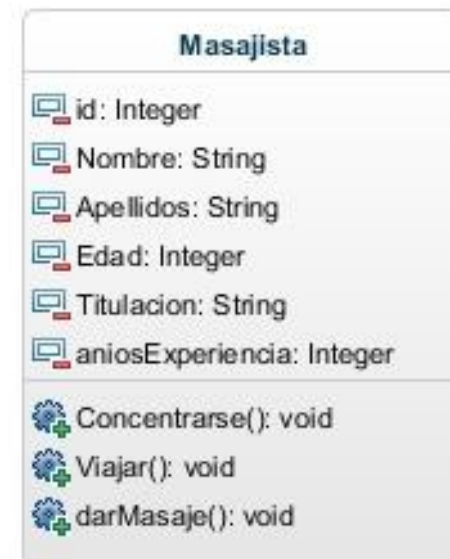 Masajista
id: Integer
Nombre: String
Apellidos: String
Edad: Integer
Titulacion: String
aniosExperiencia: Integer
Concentrarse(): void
Viajar(): void
darMasaje(): void